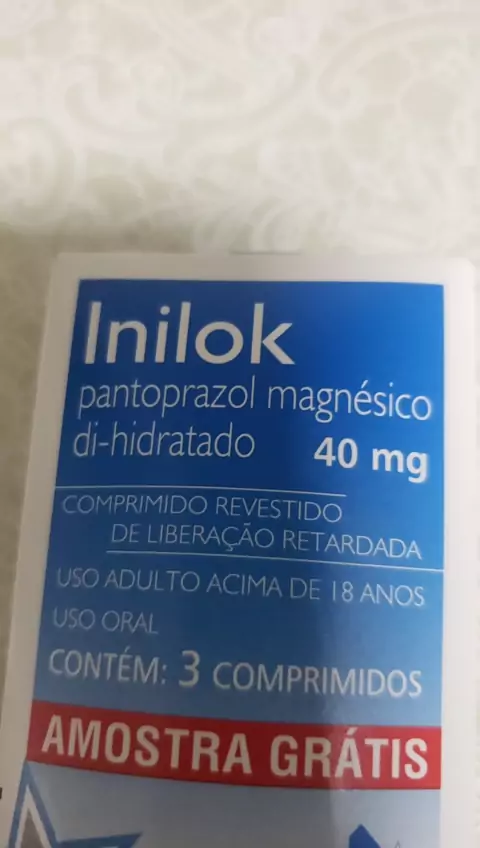 Inilok
pantoprazol magnésico
di-hidratado 40 mg
COMPRIMIDO REVESTIDO
DE LIBERAÇÃO RETARDADA
USO ADULTO ACIMA DE 18 ANOS
USO ORAL
CONTÉM: 3 COMPRIMIDOS
AMOSTRA GRÁTIS